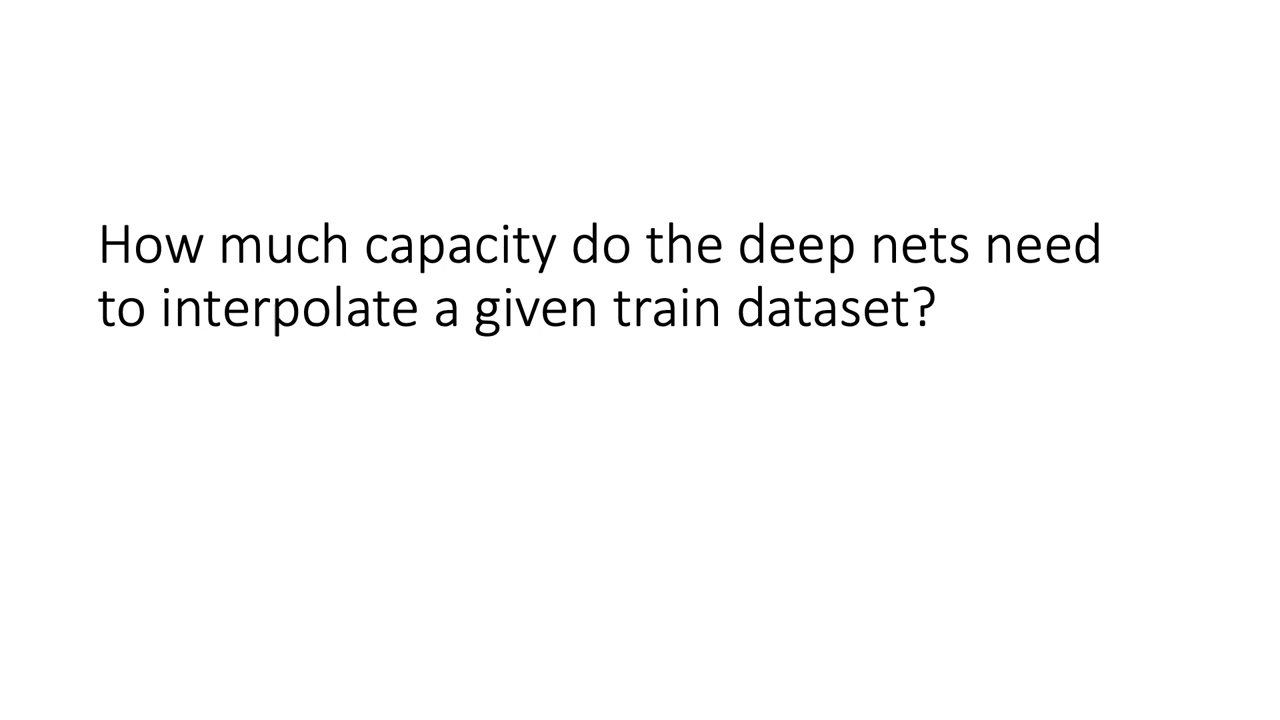 How much capacity do the deep nets need
to interpolate a given train dataset?